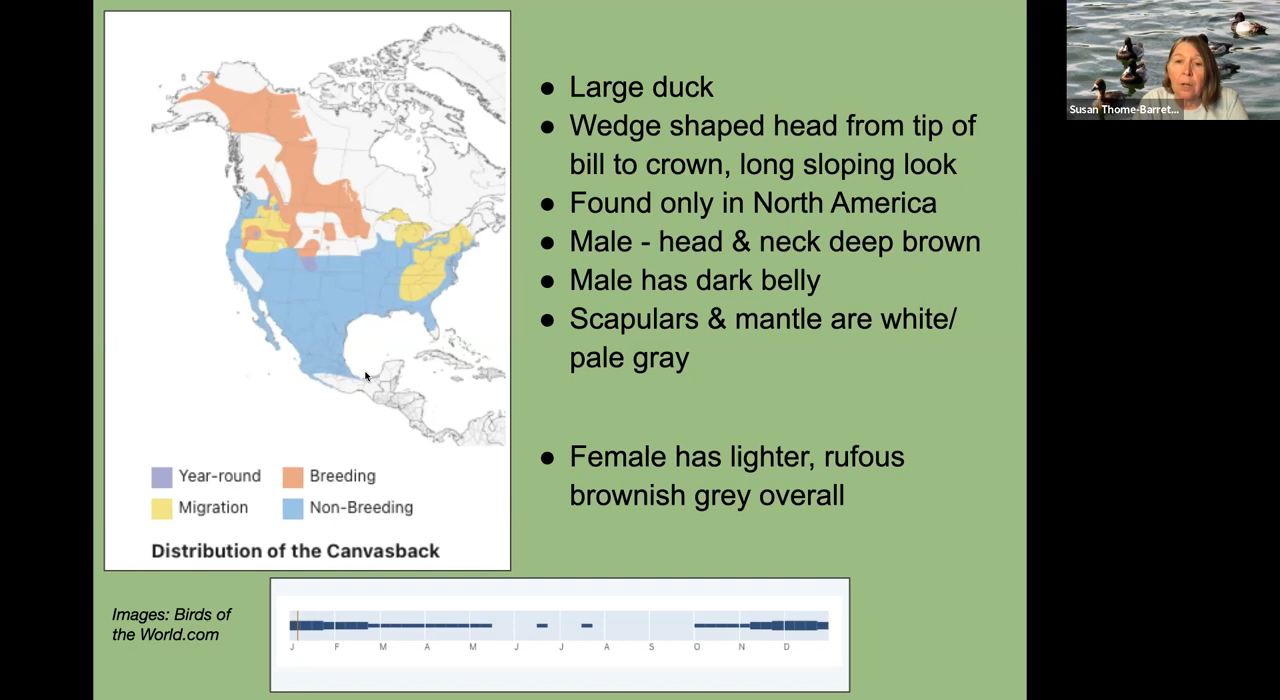 ● Large duck
● Wedge shaped head from tip of
bill to crown, long sloping look
● Found only in North America
● Male - head & neck deep brown
● Male has dark belly
● Scapulars & mantle are white/
pale gray
● Female has lighter, rufous
brownish grey overall
Year-round Breeding
Migration Non-Breeding
Distribution of the Canvasback
Images: Birds of
the World.com
J F M A M J J A S O N D
Susan Thome-Barret...